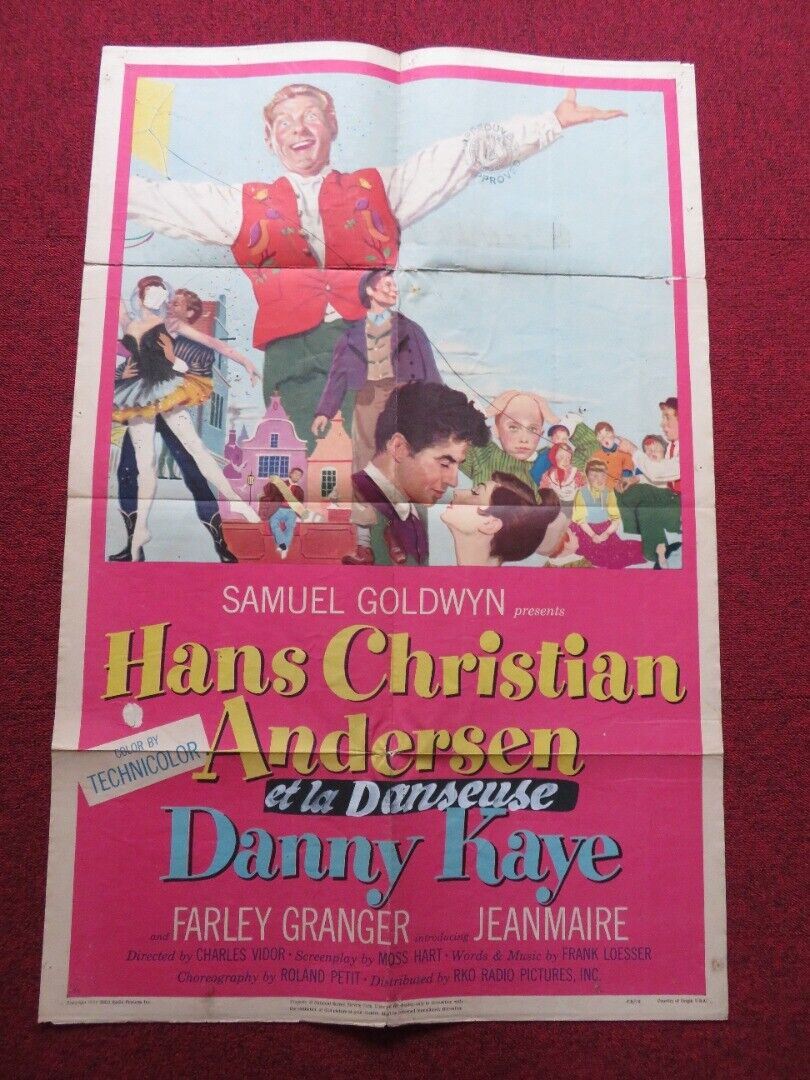 APPROVED
SAMUEL GOLDWYN presents
Hans Christian
Andersen
COLOR BY
TECHNICOLOR
et la Danseuse
Danny Kaye
and FARLEY GRANGER introducing JEANMAIRE
Directed by CHARLES VIDOR · Screenplay by MOSS HART · Words & Music by FRANK LOESSER
Choreography by ROLAND PETIT · Distributed by RKO RADIO PICTURES, INC.